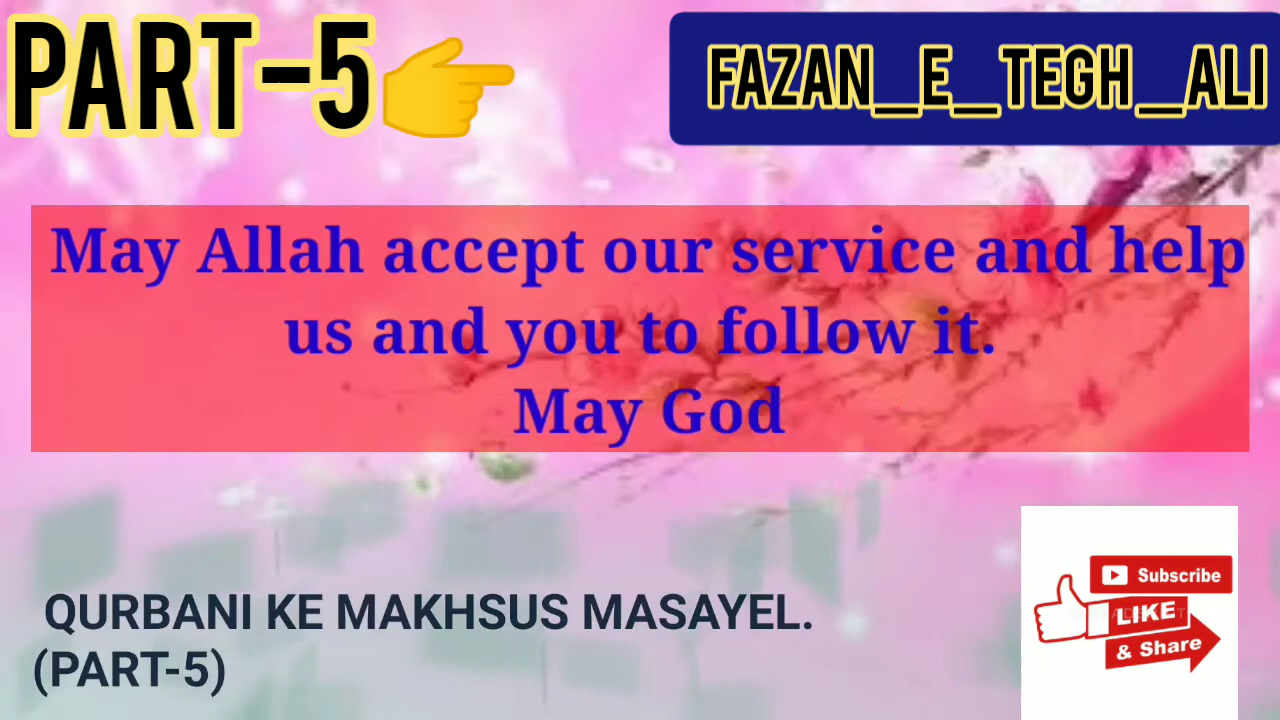 PART-5
FAZAN_E_TEGH_ALI
May Allah accept our service and help
us and you to follow it.
May God
QURBANI KE MAKHSUS MASAYEL.
(PART-5)
Subscribe
LIKE
& Share